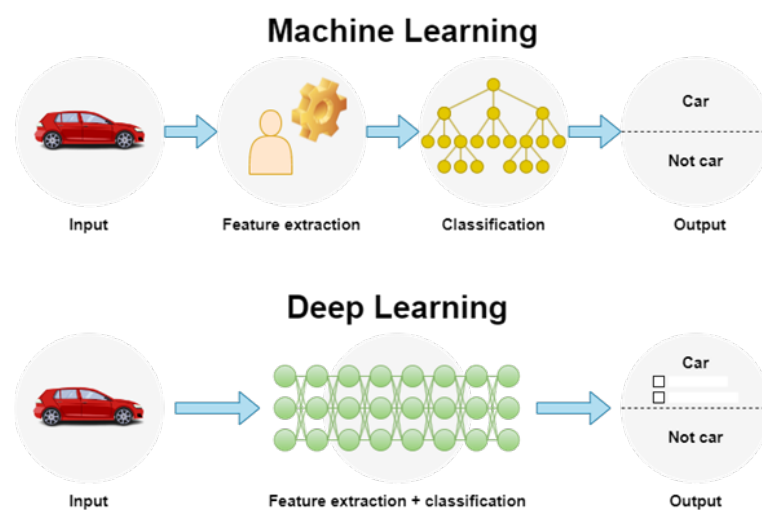 Machine Learning
Car
Not car
Input
Feature extraction
Classification
Output
Deep Learning
Car
Not car
Input
Feature extraction + classification
Output